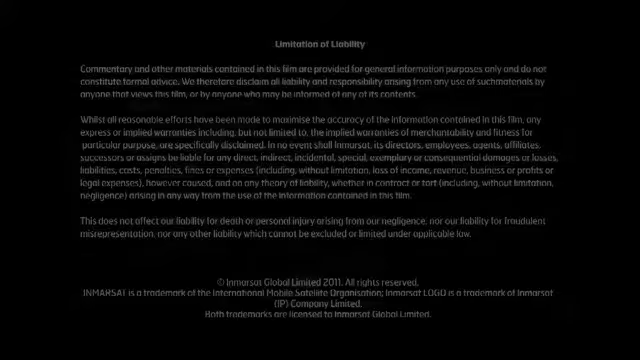 Limitation of Liability
Commentary and other materials contained in this film are provided for general information purposes only and do not
constitute formal advice. We therefore disclaim all liability and responsibility arising from any use of suchmaterials by
anyone that views this film, or by anyone who may be informed of any of its contents.
Whilst all reasonable efforts have been made to maximise the accuracy of the information contained in this film, any
express or implied warranties including, but not limited to, the implied warranties of merchantability and fitness for
particular purpose, are specifically disclaimed. In no event shall Inmarsat, its directors, employees, agents, affiliates,
successors or assigns be liable for any direct, indirect, incidental, special, exemplary or consequential damages or losses,
liabilities, costs, penalties, fines or expenses (including, without limitation, loss of income, revenue, business or profits or
legal expenses), however caused, and on any theory of liability, whether in contract or tort (including, without limitation,
negligence) arising in any way from the use of the information contained in this film.
This does not affect our liability for death or personal injury arising from our negligence, nor our liability for fraudulent
misrepresentation, nor any other liability which cannot be excluded or limited under applicable law.
© Inmarsat Global Limited 2011. All rights reserved.
INMARSAT is a trademark of the International Mobile Satellite Organisation; Inmarsat LOGO is a trademark of Inmarsat
(IP) Company Limited.
Both trademarks are licensed to Inmarsat Global Limited.